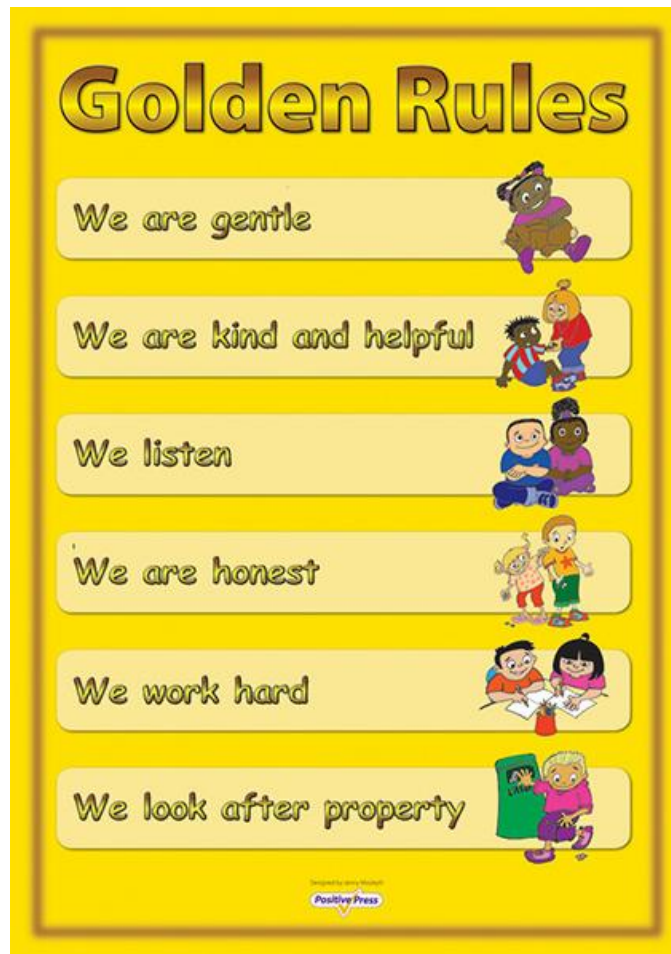 Golden Rules
We are gentle
We are kind and helpful
We listen
We are honest
We work hard
Litter
We look after property
Positive Press